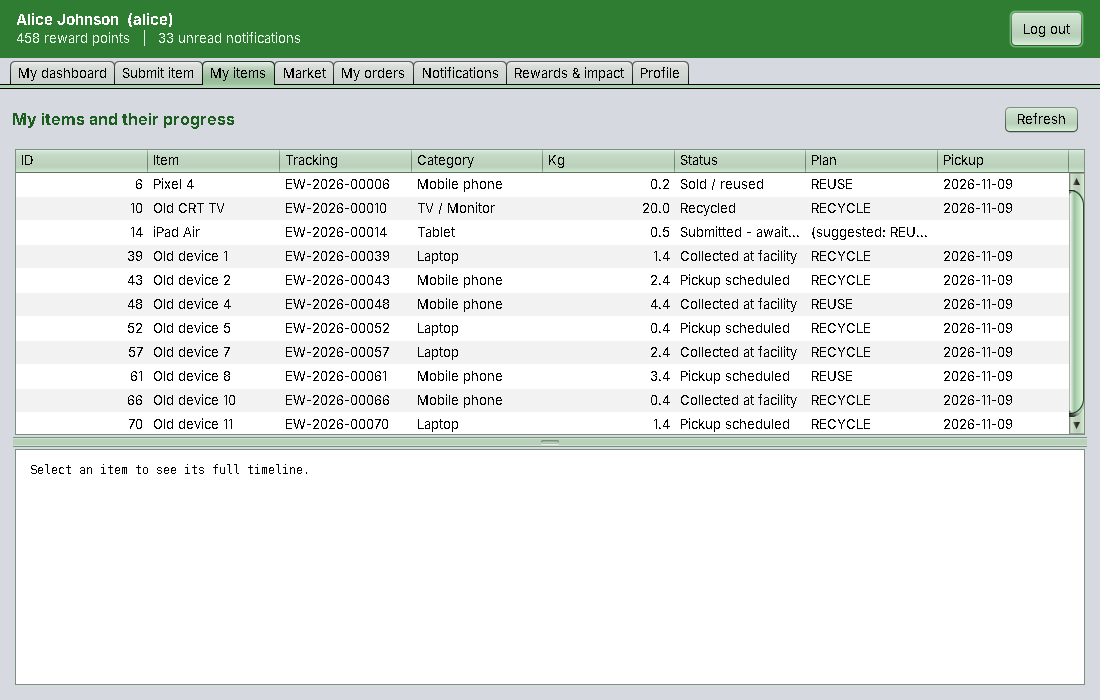 Alice Johnson  (alice)
458 reward points   |   33 unread notifications
Log out
My dashboard
Submit item
My items
Market
My orders
Notifications
Rewards & impact
Profile
My items and their progress
Refresh
ID Item Tracking Category Kg Status Plan Pickup
6 Pixel 4 EW-2026-00006 Mobile phone 0.2 Sold / reused REUSE 2026-11-09
10 Old CRT TV EW-2026-00010 TV / Monitor 20.0 Recycled RECYCLE 2026-11-09
14 iPad Air EW-2026-00014 Tablet 0.5 Submitted - await... (suggested: REU...
39 Old device 1 EW-2026-00039 Laptop 1.4 Collected at facility RECYCLE 2026-11-09
43 Old device 2 EW-2026-00043 Mobile phone 2.4 Pickup scheduled RECYCLE 2026-11-09
48 Old device 4 EW-2026-00048 Mobile phone 4.4 Collected at facility REUSE 2026-11-09
52 Old device 5 EW-2026-00052 Laptop 0.4 Pickup scheduled RECYCLE 2026-11-09
57 Old device 7 EW-2026-00057 Laptop 2.4 Collected at facility RECYCLE 2026-11-09
61 Old device 8 EW-2026-00061 Mobile phone 3.4 Pickup scheduled REUSE 2026-11-09
66 Old device 10 EW-2026-00066 Mobile phone 0.4 Collected at facility RECYCLE 2026-11-09
70 Old device 11 EW-2026-00070 Laptop 1.4 Pickup scheduled RECYCLE 2026-11-09
Select an item to see its full timeline.